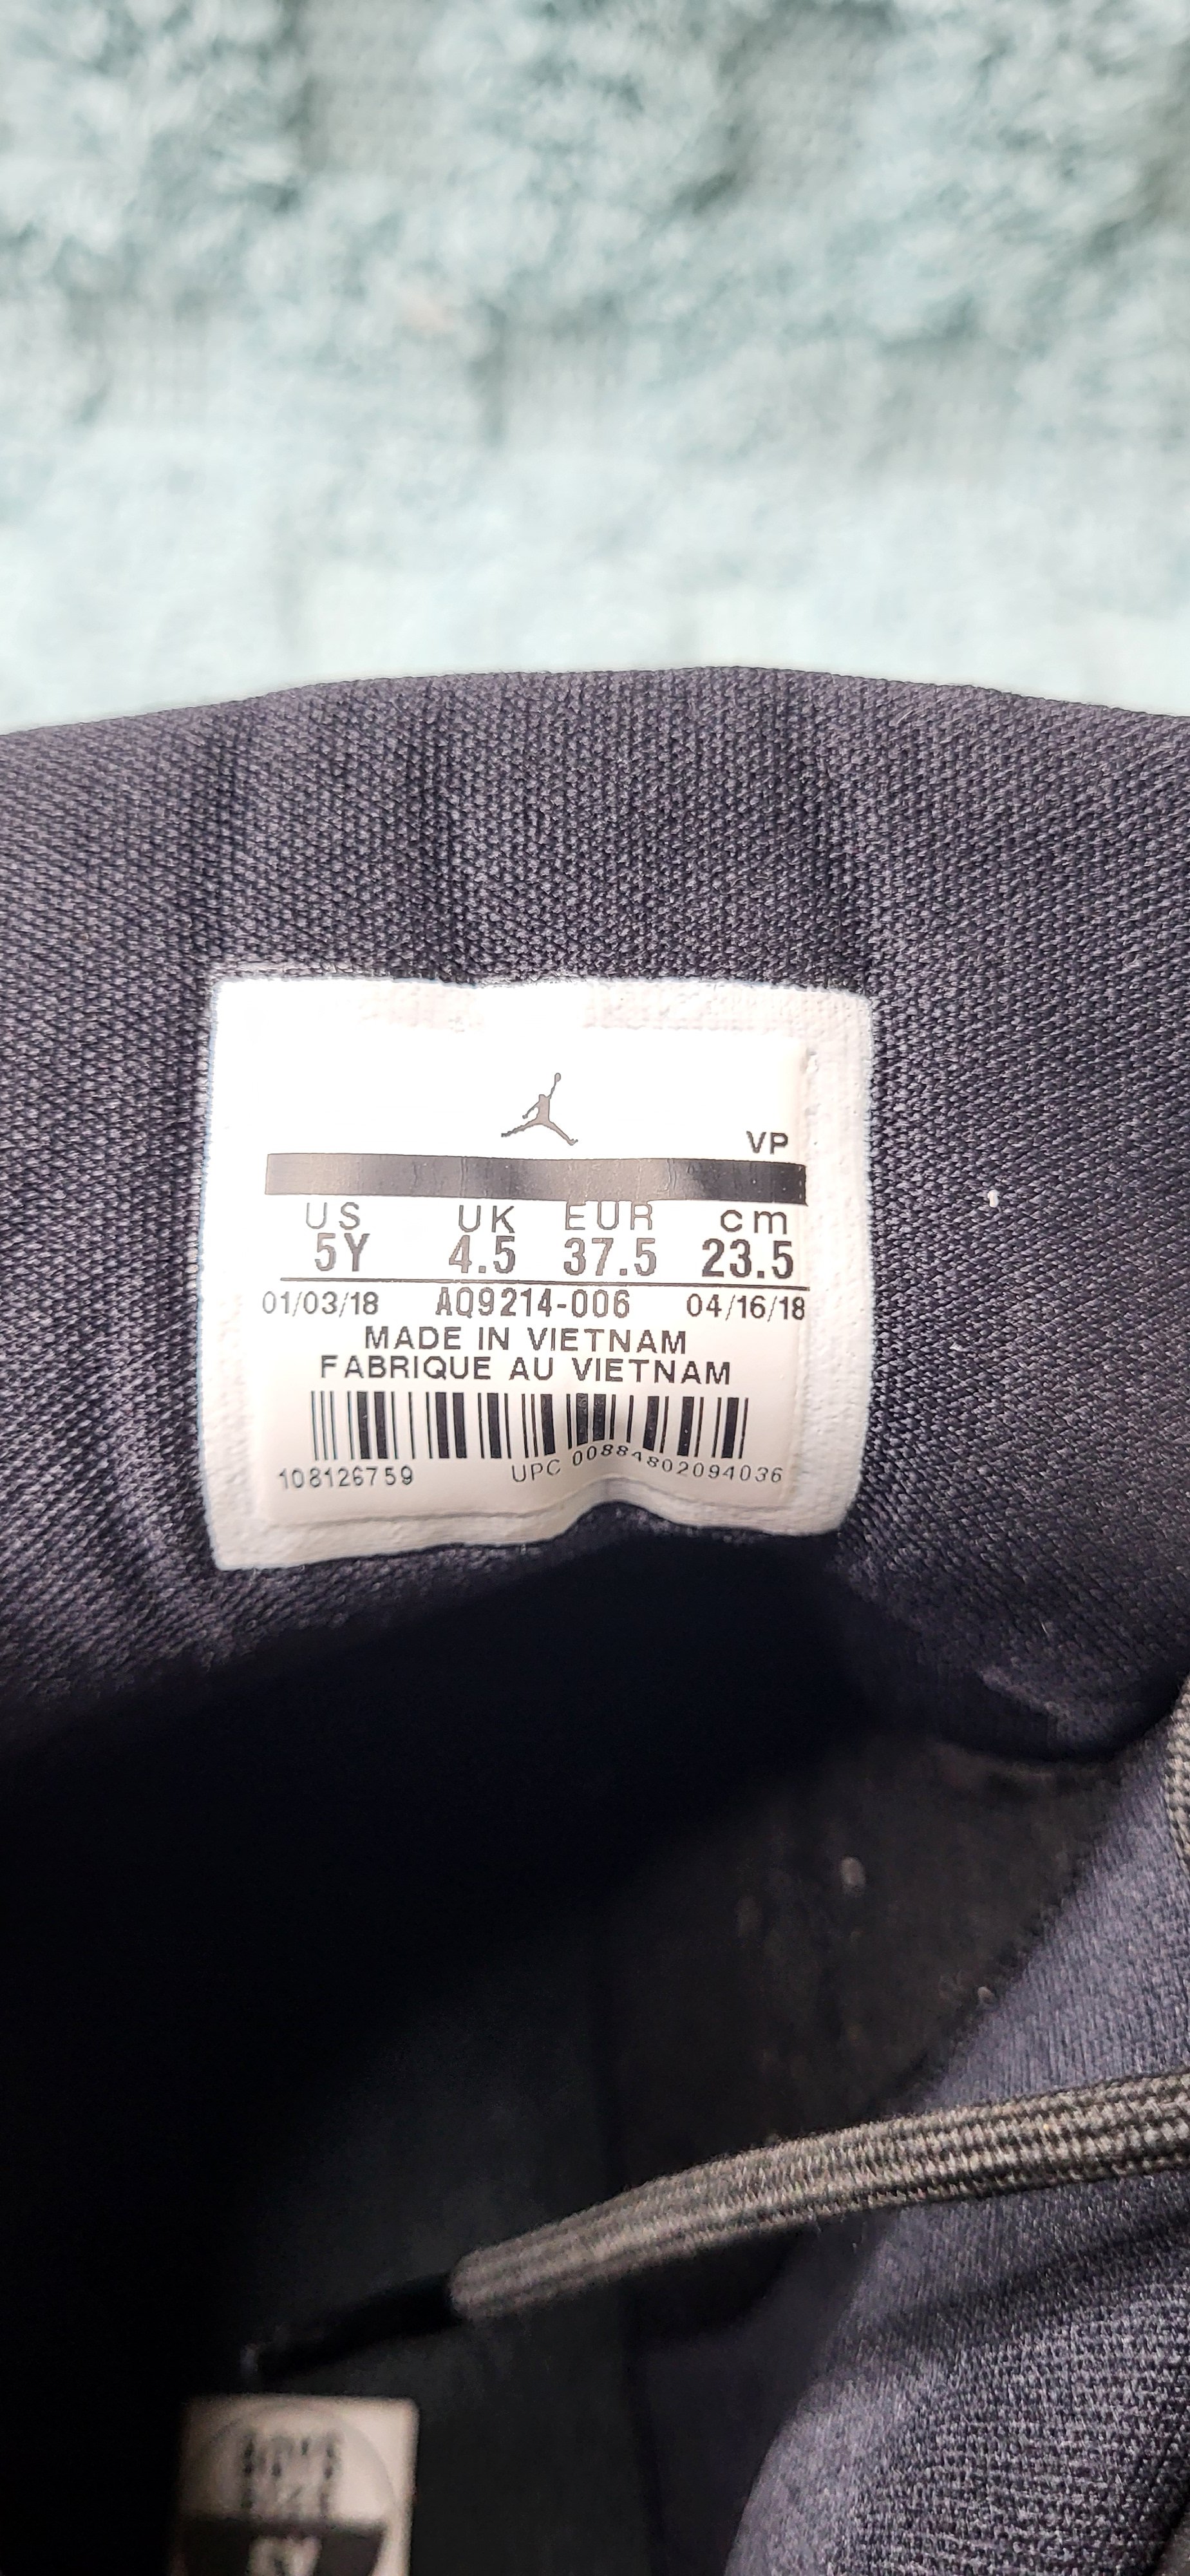 VP
US UK EUR cm
5Y 4.5 37.5 23.5
01/03/18 AQ9214-006 04/16/18
MADE IN VIETNAM
FABRIQUE AU VIETNAM
108126759 UPC 00884802094036